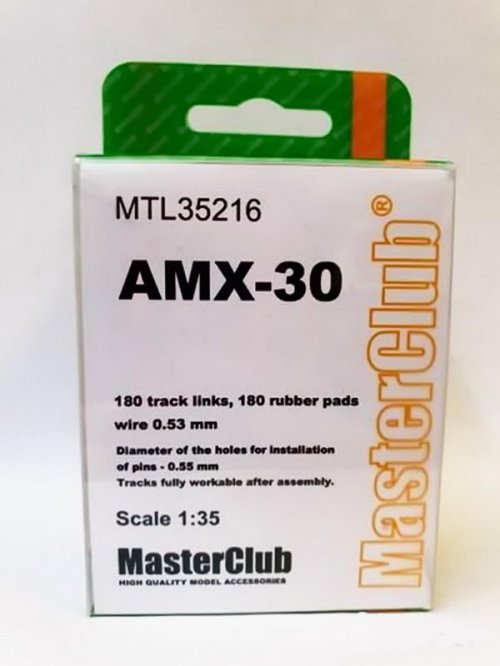 MTL35216
AMX-30
180 track links, 180 rubber pads
wire 0.53 mm
Diameter of the holes for installation
of pins - 0.55 mm
Tracks fully workable after assembly.
Scale 1:35
MasterClub
HIGH QUALITY MODEL ACCESSORIES
MasterClub®